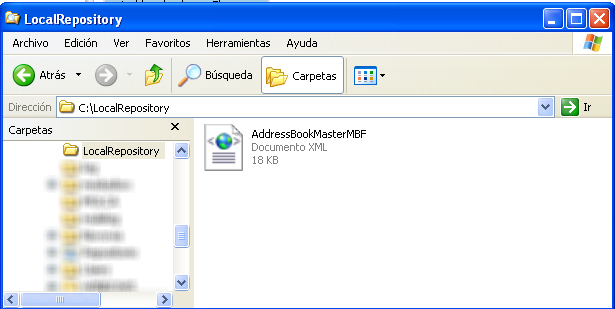 LocalRepository
Archivo Edición Ver Favoritos Herramientas Ayuda
Atrás Búsqueda Carpetas
Dirección C:\LocalRepository Ir
Carpetas
LocalRepository
AddressBookMasterMBF
Documento XML
18 KB